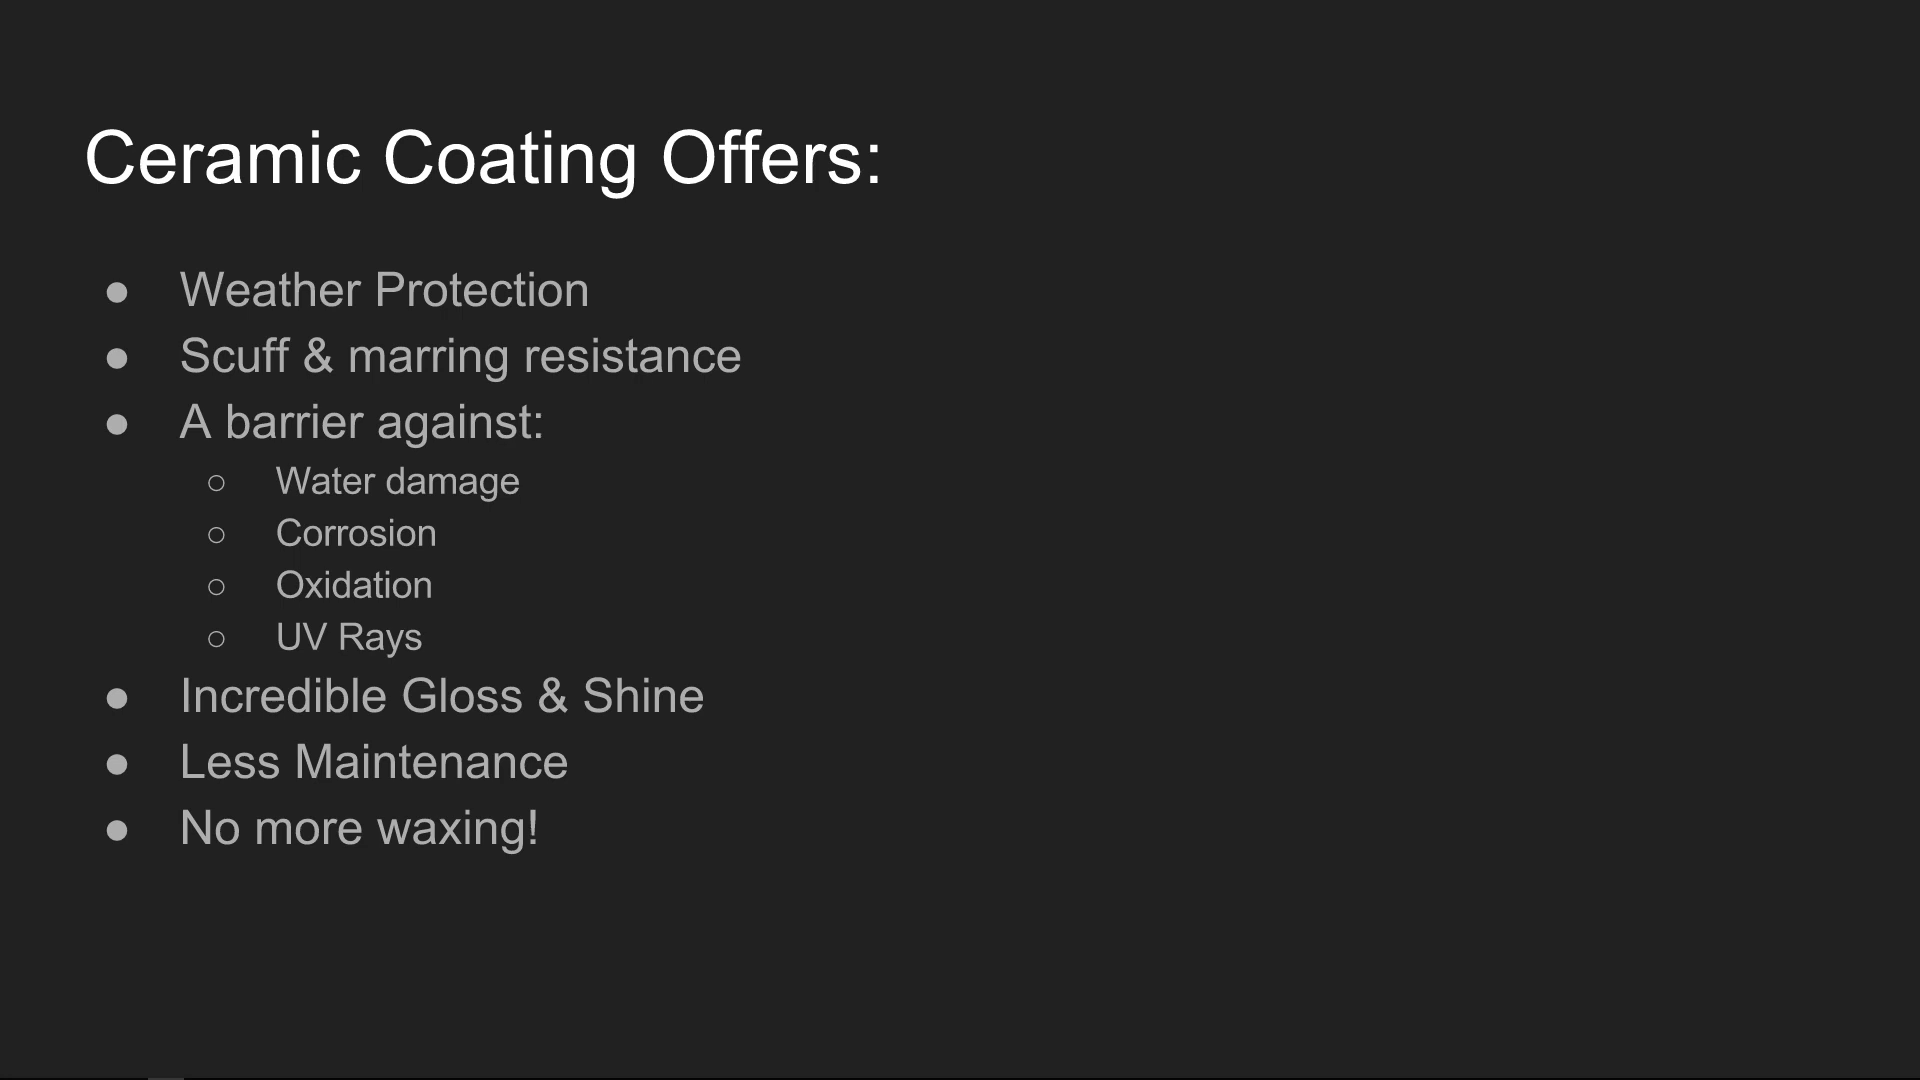 Ceramic Coating Offers:
● Weather Protection
● Scuff & marring resistance
● A barrier against:
○ Water damage
○ Corrosion
○ Oxidation
○ UV Rays
● Incredible Gloss & Shine
● Less Maintenance
● No more waxing!